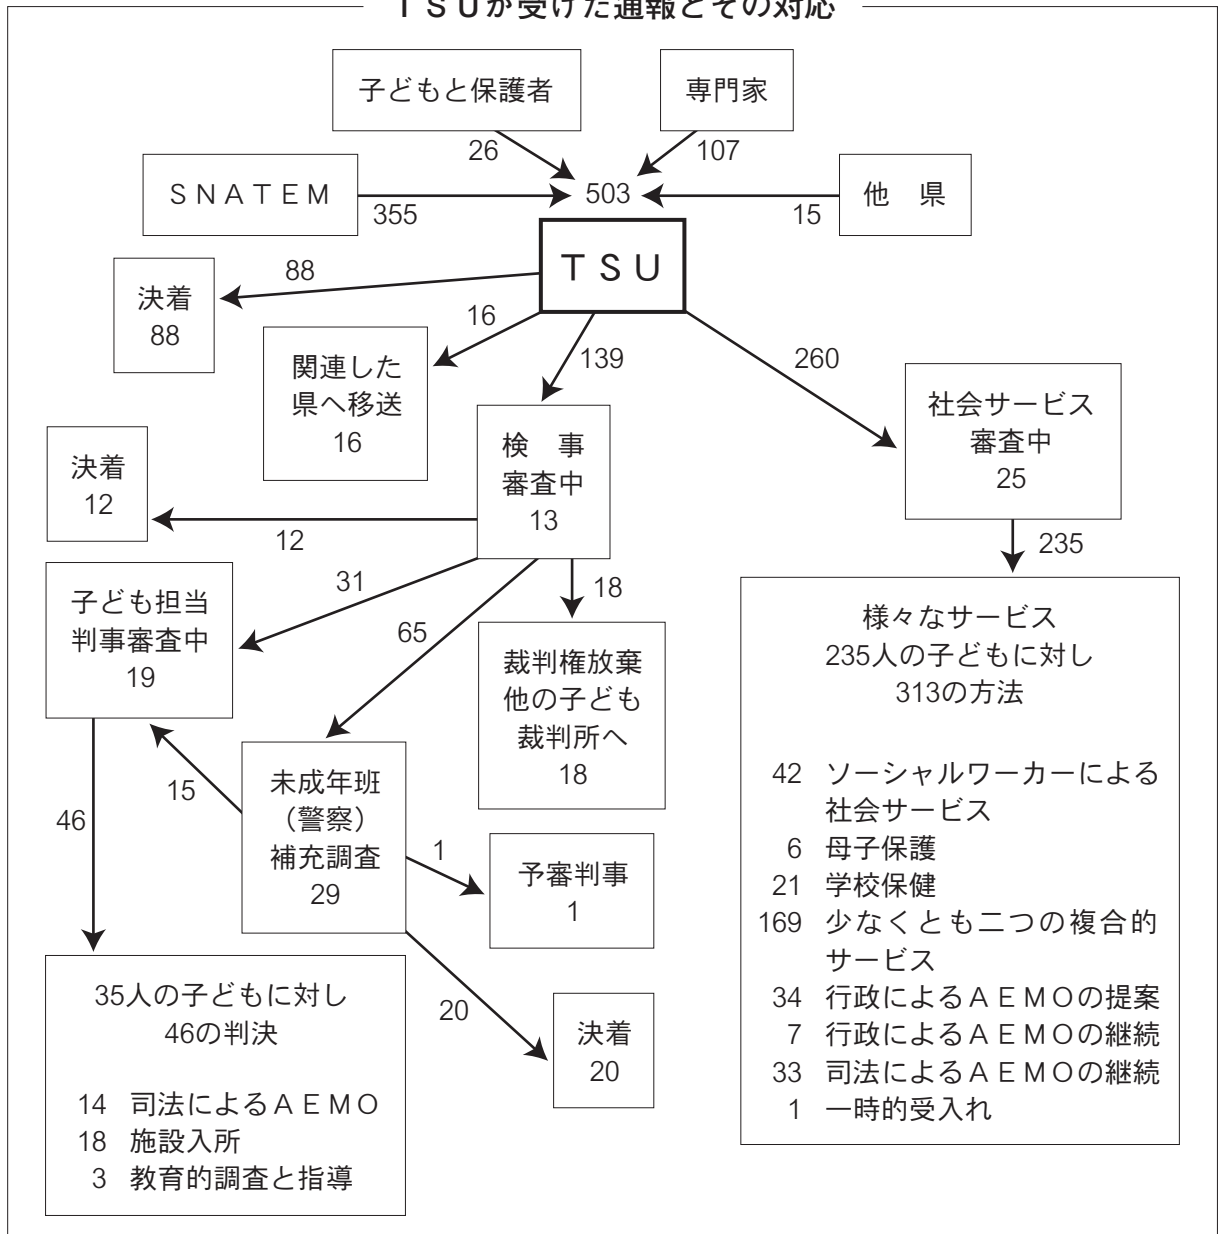 ＴＳＵが受けた通報とその対応
子どもと保護者
専門家
26
107
ＳＮＡＴＥＭ
355
503
15
他　県
ＴＳＵ
88
決着
88
16
関連した
県へ移送
16
139
260
社会サービス
審査中
25
検　事
審査中
13
決着
12
12
235
31
18
65
子ども担当
判事審査中
19
裁判権放棄
他の子ども
裁判所へ
18
様々なサービス
235人の子どもに対し
313の方法
42 ソーシャルワーカーによる
社会サービス
6 母子保護
21 学校保健
169 少なくとも二つの複合的
サービス
34 行政によるＡＥＭＯの提案
7 行政によるＡＥＭＯの継続
33 司法によるＡＥＭＯの継続
1 一時的受入れ
15
46
未成年班
（警察）
補充調査
29
1
予審判事
1
20
決着
20
35人の子どもに対し
46の判決
14 司法によるＡＥＭＯ
18 施設入所
3 教育的調査と指導